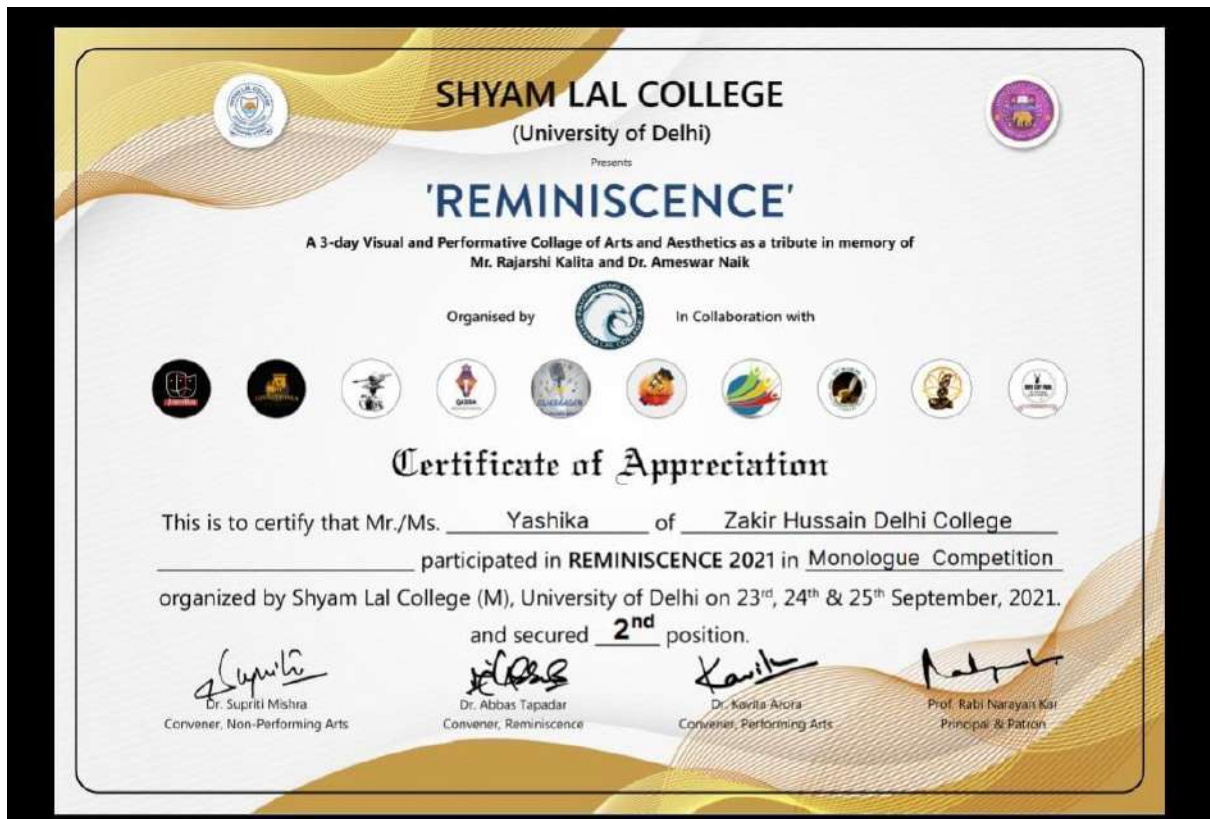 SHYAM LAL COLLEGE
(University of Delhi)
Presents
'REMINISCENCE'
A 3-day Visual and Performative Collage of Arts and Aesthetics as a tribute in memory of
Mr. Rajarshi Kalita and Dr. Ameswar Naik
Organised by In Collaboration with
Certificate of Appreciation
This is to certify that Mr./Ms. Yashika of Zakir Hussain Delhi College
participated in REMINISCENCE 2021 in Monologue Competition
organized by Shyam Lal College (M), University of Delhi on 23rd, 24th & 25th September, 2021.
and secured 2nd position.
Dr. Supriti Mishra Dr. Abbas Tapadar Dr. Kavita Arora Prof. Rabi Narayan Kar
Convener, Non-Performing Arts Convener, Reminiscence Convener, Performing Arts Principal & Patron